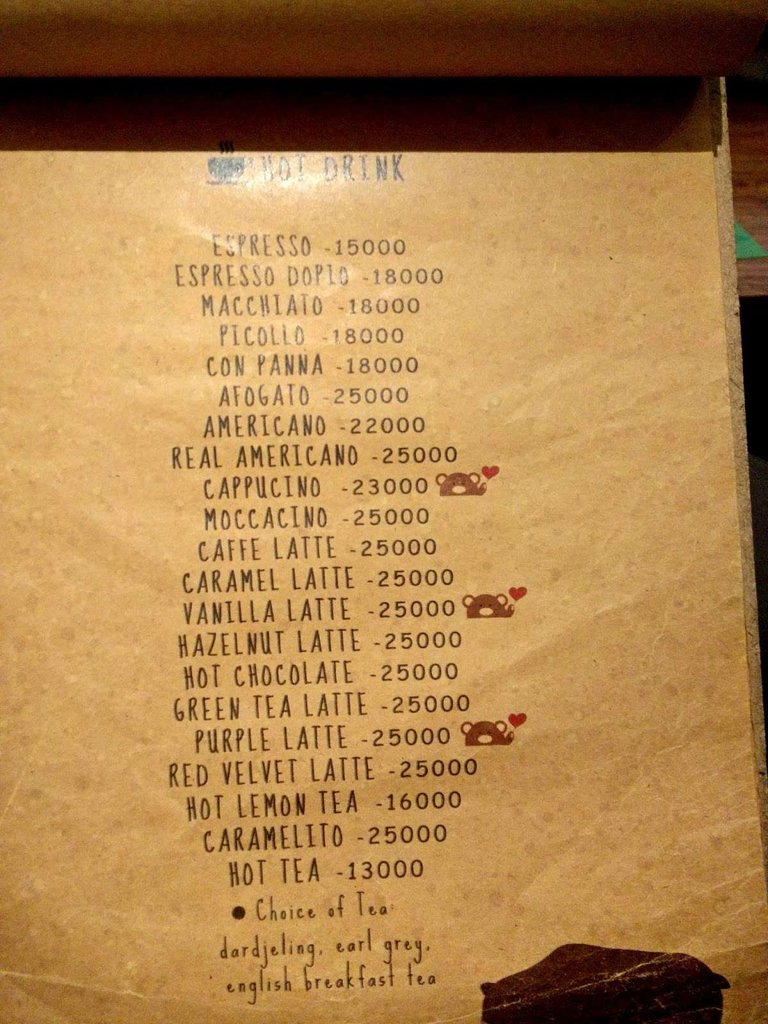 HOT DRINK
ESPRESSO -15000
ESPRESSO DOPIO -18000
MACCHIATO -18000
PICOLLO -18000
CON PANNA -18000
AFOGATO -25000
AMERICANO -22000
REAL AMERICANO -25000
CAPPUCINO -23000
MOCCACINO -25000
CAFFE LATTE -25000
CARAMEL LATTE -25000
VANILLA LATTE -25000
HAZELNUT LATTE -25000
HOT CHOCOLATE -25000
GREEN TEA LATTE -25000
PURPLE LATTE -25000
RED VELVET LATTE -25000
HOT LEMON TEA -16000
CARAMELITO -25000
HOT TEA -13000
● Choice of Tea:
dardjeling, earl grey,
english breakfast tea